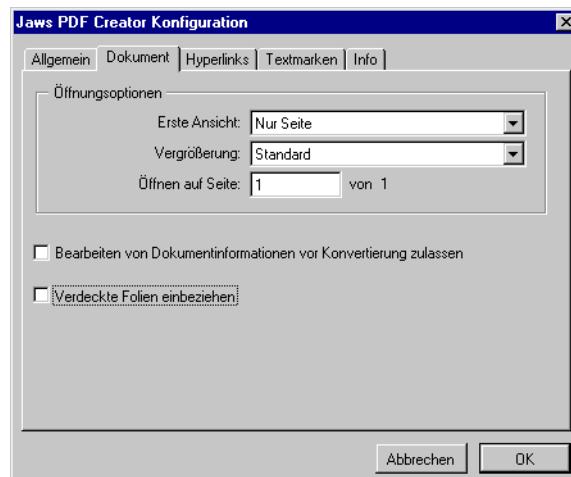 Jaws PDF Creator Konfiguration
Allgemein Dokument Hyperlinks Textmarken Info
Öffnungsoptionen
Erste Ansicht: Nur Seite
Vergrößerung: Standard
Öffnen auf Seite: 1 von 1
Bearbeiten von Dokumentinformationen vor Konvertierung zulassen
Verdeckte Folien einbeziehen
Abbrechen OK